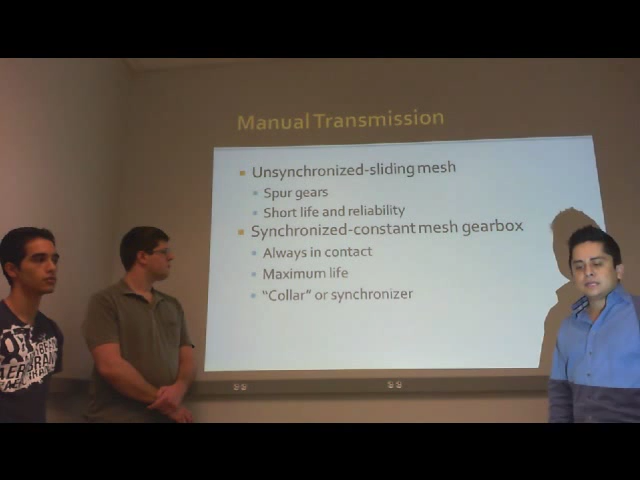 Manual Transmission
Unsynchronized-sliding mesh
Spur gears
Short life and reliability
Synchronized-constant mesh gearbox
Always in contact
Maximum life
"Collar" or synchronizer